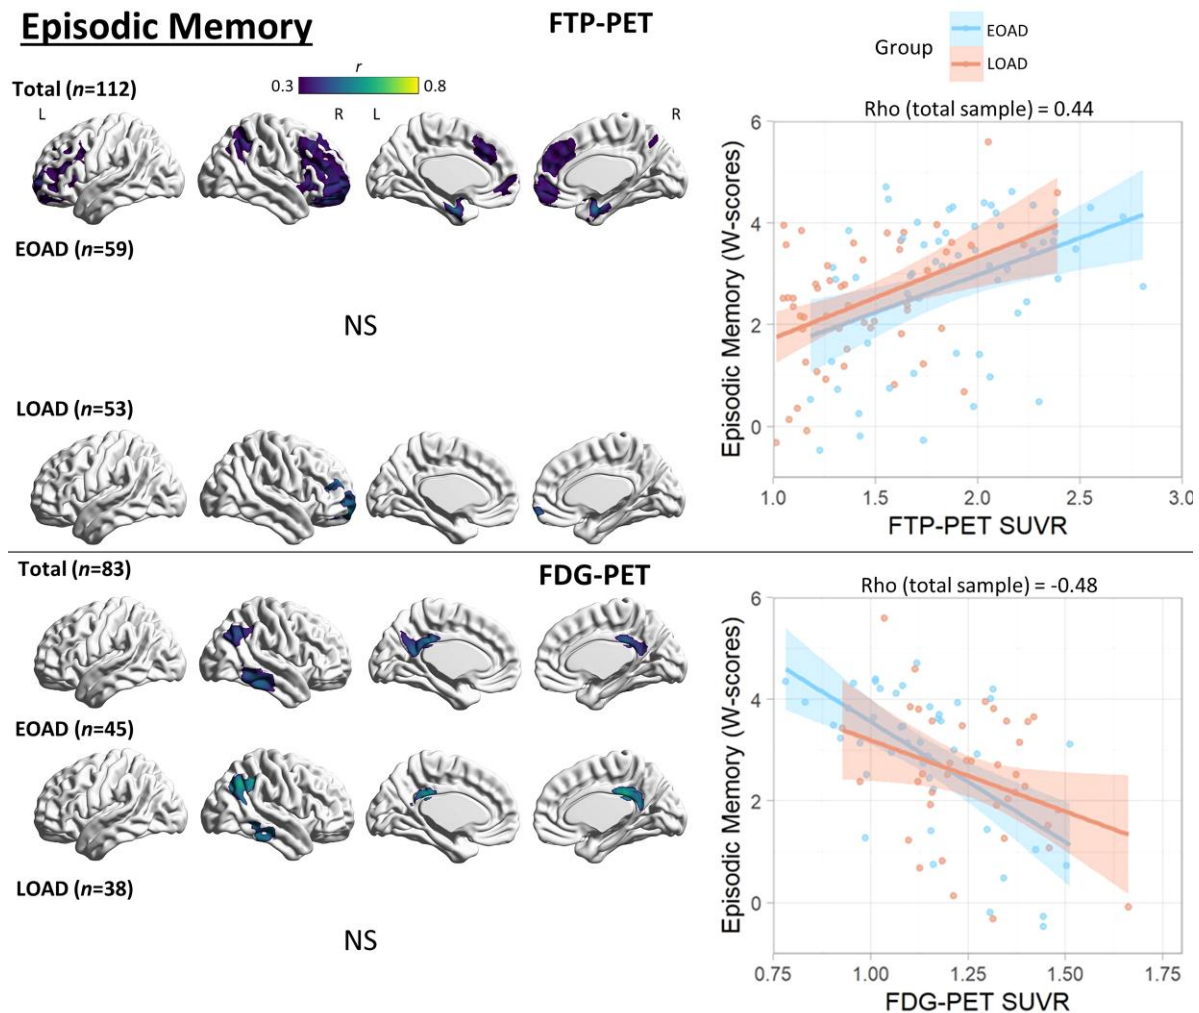 Episodic Memory
FTP-PET
Group
EOAD
LOAD
r
0.3
0.8
Total (n=112)
L
R
L
R
EOAD (n=59)
NS
LOAD (n=53)
Rho (total sample) = 0.44
Episodic Memory (W-scores)
6
4
2
0
1.0
1.5
2.0
2.5
3.0
FTP-PET SUVR
Total (n=83)
FDG-PET
EOAD (n=45)
LOAD (n=38)
NS
Rho (total sample) = -0.48
Episodic Memory (W-scores)
6
4
2
0
0.75
1.00
1.25
1.50
1.75
FDG-PET SUVR